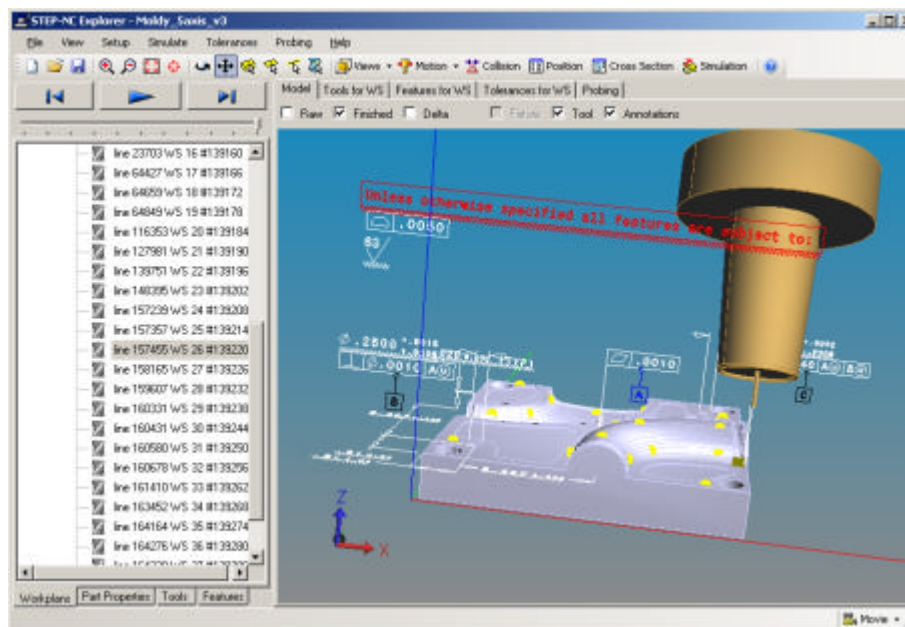 STEP-NC Explorer - Moldy_5axis_v3
File View Setup Simulate Tolerances Probing Help
Views Motion Collision Position Cross Section Simulation
Model Tools for WS Features for WS Tolerances for WS Probing
Raw Finished Delta Fixture Tool Annotations
line 23703 WS 16 #139160
line 64427 WS 17 #139166
line 64659 WS 18 #139172
line 64849 WS 19 #139178
line 116353 WS 20 #139184
line 127981 WS 21 #139190
line 139751 WS 22 #139196
line 148395 WS 23 #139202
line 157239 WS 24 #139208
line 157357 WS 25 #139214
line 157455 WS 26 #139220
line 158165 WS 27 #139226
line 159607 WS 28 #139232
line 160331 WS 29 #139238
line 160431 WS 30 #139244
line 160580 WS 31 #139250
line 160678 WS 32 #139256
line 161410 WS 33 #139262
line 163452 WS 34 #139268
line 164164 WS 35 #139274
line 164276 WS 36 #139280
Unless otherwise specified all features are subject to:
.0050
63
⌀.2500
⌀.0010 A
.0010
A
B
C
Z
X
Workplans Part Properties Tools Features
Movie